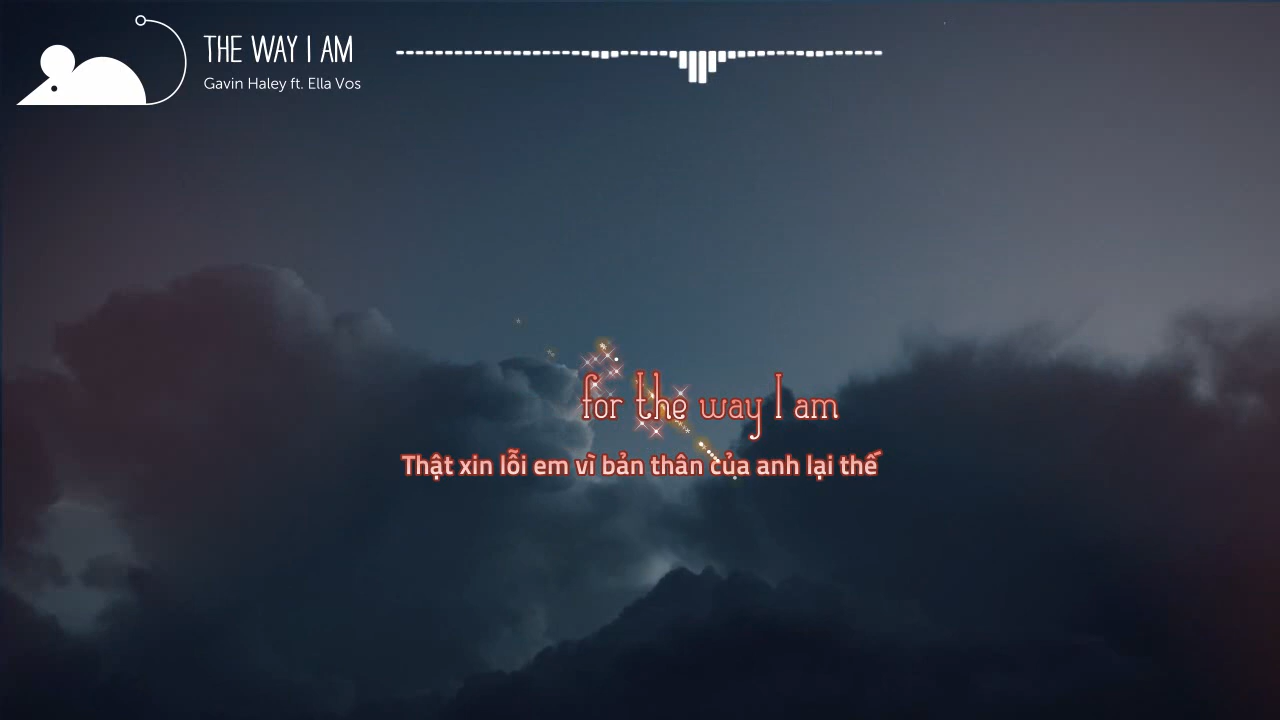 THE WAY I AM
Gavin Haley ft. Ella Vos
for the way I am
Thật xin lỗi em vì bản thân của anh lại thế